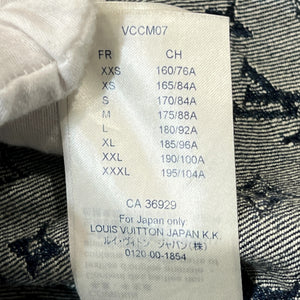 VCCM07
FR CH
XXS 160/76A
XS 165/84A
S 170/84A
M 175/88A
L 180/92A
XL 185/96A
XXL 190/100A
XXXL 195/104A
CA 36929
For Japan only:
LOUIS VUITTON JAPAN K.K.
ルイ・ヴィトン ジャパン(株)
0120-00-1854